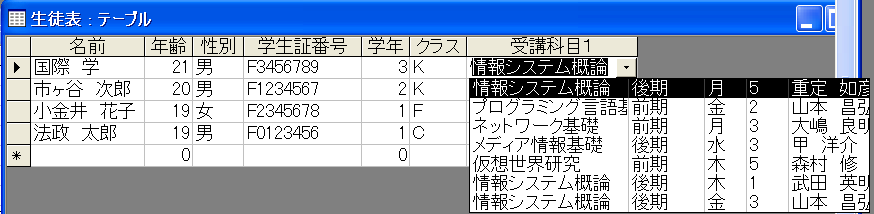 生徒表 : テーブル
名前 年齢 性別 学生証番号 学年 クラス 受講科目1
国際 学 21 男 F3456789 3 K 情報システム概論
市ヶ谷 次郎 20 男 F1234567 2 K 情報システム概論 後期 月 5 重定 如彦
小金井 花子 19 女 F2345678 1 F プログラミング言語基 前期 金 2 山本 昌弘
法政 太郎 19 男 F0123456 1 C ネットワーク基礎 前期 月 3 大嶋 良明
0 0 メディア情報基礎 後期 水 3 甲 洋介
仮想世界研究 前期 木 5 森村 修
情報システム概論 後期 木 1 武田 英明
情報システム概論 後期 金 3 山本 昌弘